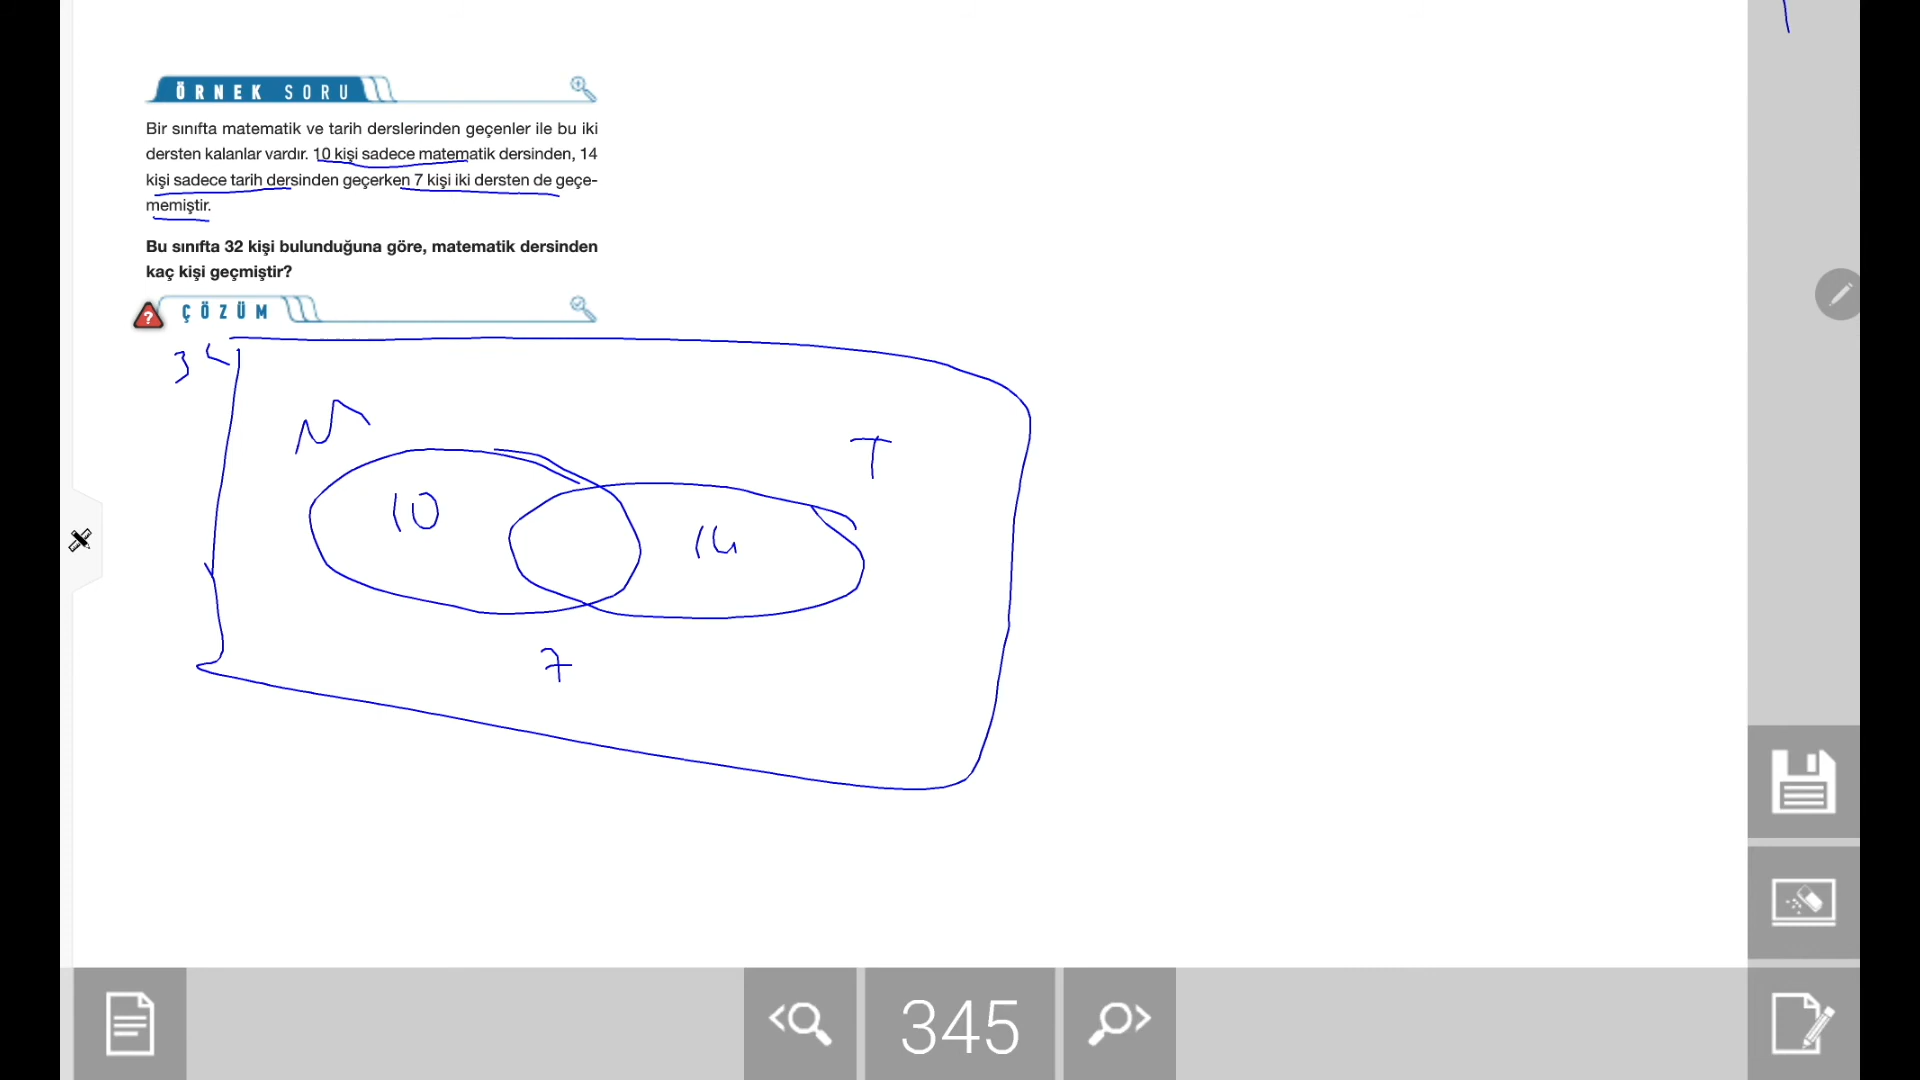 ÖRNEK SORU
Bir sınıfta matematik ve tarih derslerinden geçenler ile bu iki
dersten kalanlar vardır. 10 kişi sadece matematik dersinden, 14
kişi sadece tarih dersinden geçerken 7 kişi iki dersten de geçe-
memiştir.
Bu sınıfta 32 kişi bulunduğuna göre, matematik dersinden
kaç kişi geçmiştir?
? ÇÖZÜM
M
T
10
14
7
345